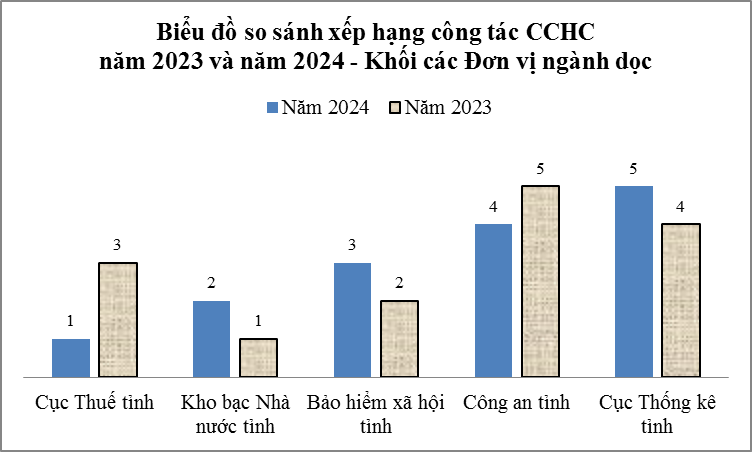 Biểu đồ so sánh xếp hạng công tác CCHC
năm 2023 và năm 2024 - Khối các Đơn vị ngành dọc
Năm 2024 Năm 2023
1 3 2 1 3 2 4 5 5 4
Cục Thuế tỉnh Kho bạc Nhà Bảo hiểm xã hội Công an tỉnh Cục Thống kê
nước tỉnh tỉnh tỉnh